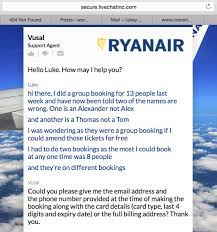 secure.livechatinc.com
404 Not Found
Posts ‹ wor...
Vusal
Support Agent
RYANAIR
Hello Luke. How may I help you?
Luke
hi there, I did a group booking for 13 people last
week and have now been told two of the names
are wrong. One is an Alexander not Alex
and another is a Thomas not a Tom
I was wondering as they were a group booking if I
could amend those tickets for free
I had to do two bookings as the most I could book
at any one time was 8 people
and they're on different bookings
Vusal
Could you please give me the email address and
the phone number provided at the time of making the
booking along with the card details (card type, last 4
digits and expiry date) or the full billing address? Thank
you.